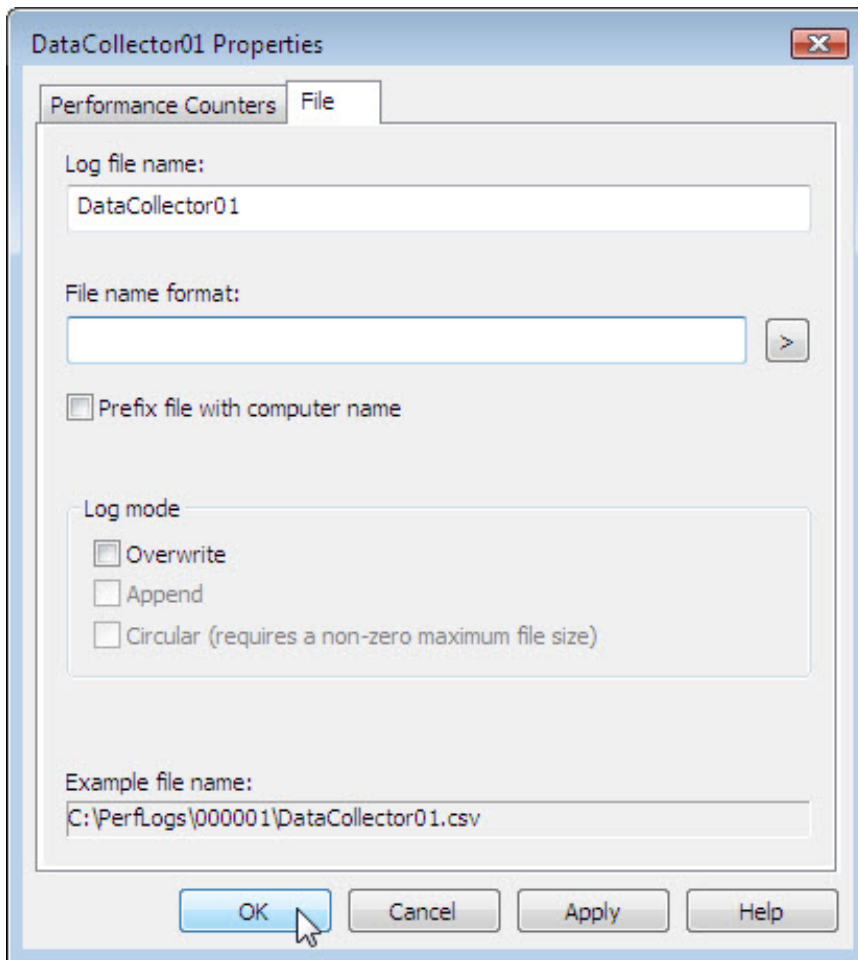 DataCollector01 Properties
Performance Counters File
Log file name:
DataCollector01
File name format:
>
Prefix file with computer name
Log mode
Overwrite
Append
Circular (requires a non-zero maximum file size)
Example file name:
C:\PerfLogs\000001\DataCollector01.csv
OK Cancel Apply Help